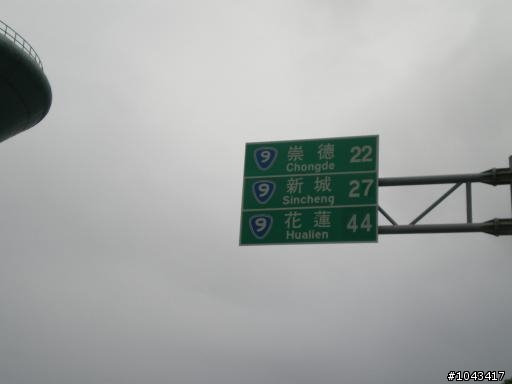 9 崇德 22
Chongde
9 新城 27
Sincheng
9 花蓮 44
Hualien
#1043417